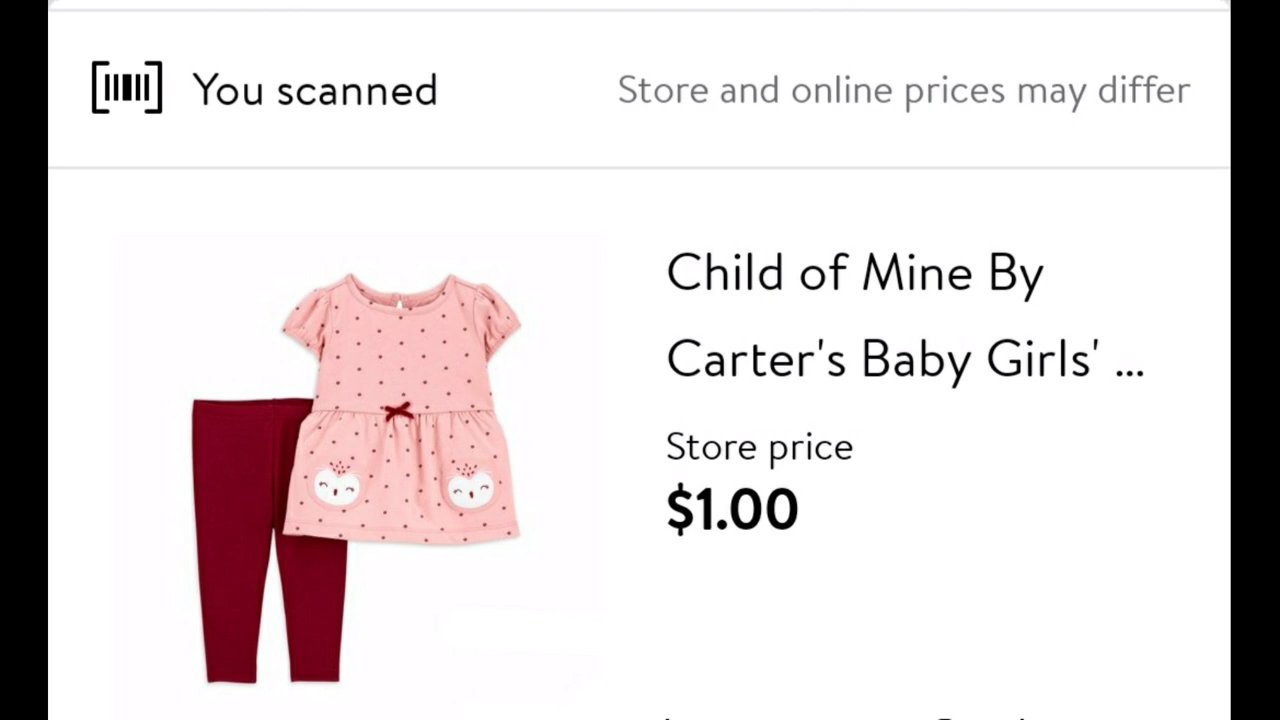 You scanned
Store and online prices may differ
Child of Mine By
Carter's Baby Girls' ...
Store price
$1.00